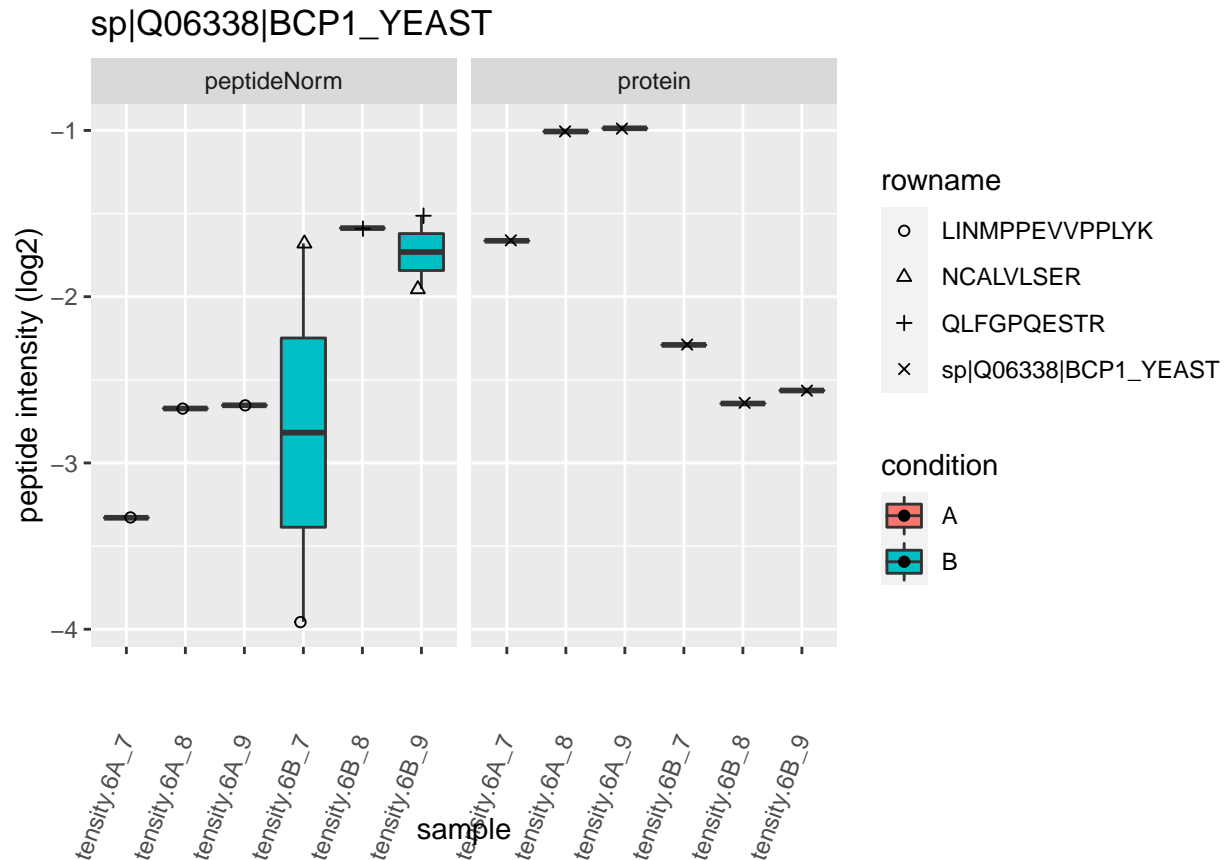 sp|Q06338|BCP1_YEAST
peptideNorm
protein
peptide intensity (log2)
−1
−2
−3
−4
tensity.6A_7
tensity.6A_8
tensity.6A_9
tensity.6B_7
tensity.6B_8
tensity.6B_9
tensity.6A_7
tensity.6A_8
tensity.6A_9
tensity.6B_7
tensity.6B_8
tensity.6B_9
sample
rowname
LINMPPEVVPPLYK
NCALVLSER
QLFGPQESTR
sp|Q06338|BCP1_YEAST
condition
A
B